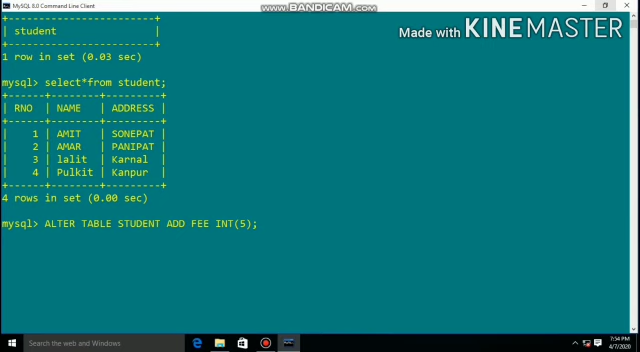 MySQL 8.0 Command Line Client
www.BANDICAM.com
Made with KINEMASTER
+--------------------+
| student            |
+--------------------+
1 row in set (0.03 sec)
mysql> select*from student;
+------+--------+---------+
| RNO  | NAME   | ADDRESS |
+------+--------+---------+
|    1 | AMIT   | SONEPAT |
|    2 | AMAR   | PANIPAT |
|    3 | lalit  | Karnal  |
|    4 | Pulkit | Kanpur  |
+------+--------+---------+
4 rows in set (0.00 sec)
mysql> ALTER TABLE STUDENT ADD FEE INT(5);
Search the web and Windows
7:54 PM
4/7/2020